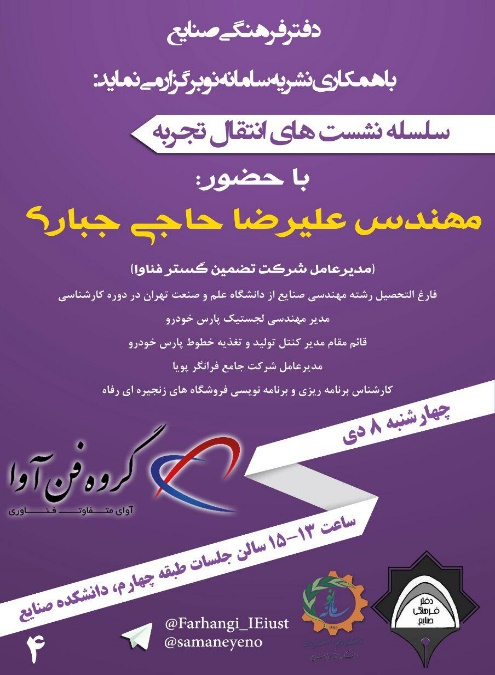 دفتر فرهنگی صنایع
با همکاری نشریه سامانه نو برگزار می نماید:
سلسله نشست های انتقال تجربه
با حضور:
مهندس علیرضا حاجی جباری
(مدیرعامل شرکت تضمین گستر فناوا)
فارغ التحصیل رشته مهندسی صنایع از دانشگاه علم و صنعت تهران در دوره کارشناسی
مدیر مهندسی لجستیک پارس خودرو
قائم مقام مدیر کنترل تولید و تغذیه خطوط پارس خودرو
مدیرعامل شرکت جامع فرانگر پویا
کارشناس برنامه ریزی و برنامه نویسی فروشگاه های زنجیره ای رفاه
چهارشنبه ۸ دی
گروه فن آوا
آوای متفاوت فناوری
ساعت ۱۳-۱۵ سالن جلسات طبقه چهارم، دانشکده صنایع
@Farhangi_IEiust
@samaneyeno
دفتر
فرهنگی
صنایع
۴